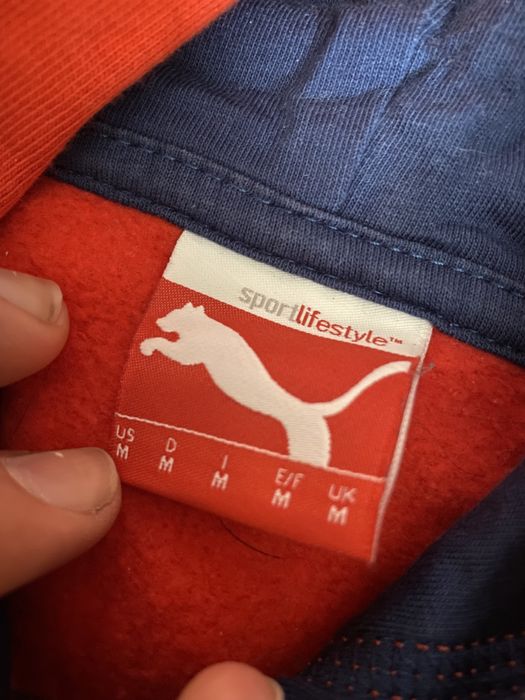 sportlifestyle™
US D I E/F UK
M M M M M